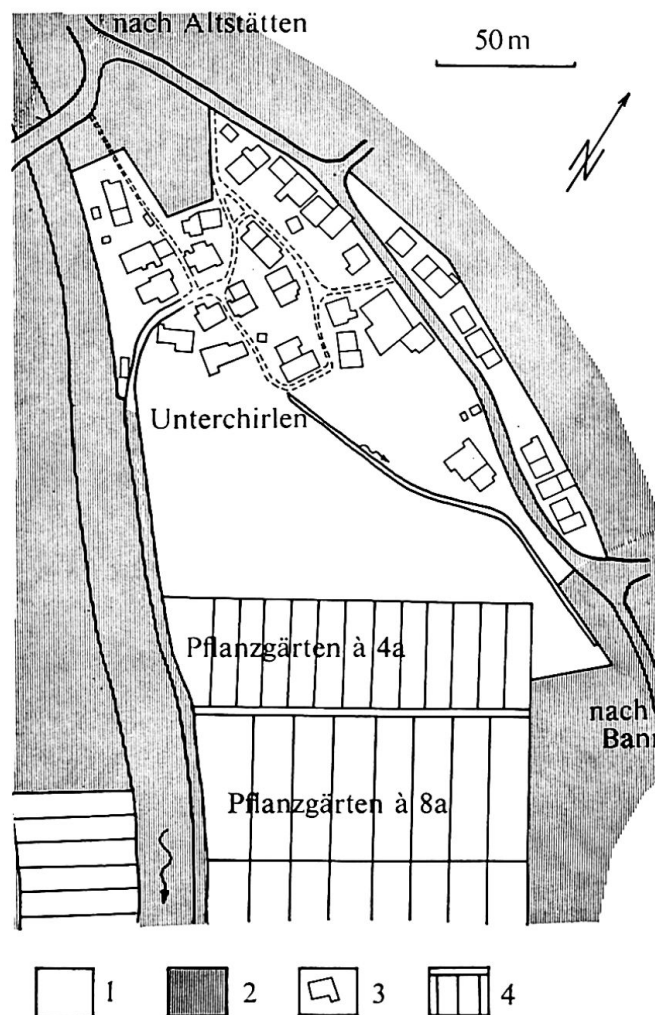 nach Altstätten
50 m
N
Unterchirlen
Pflanzgärten à 4a
nach
Pflanzgärten à 8a
1 2 3 4